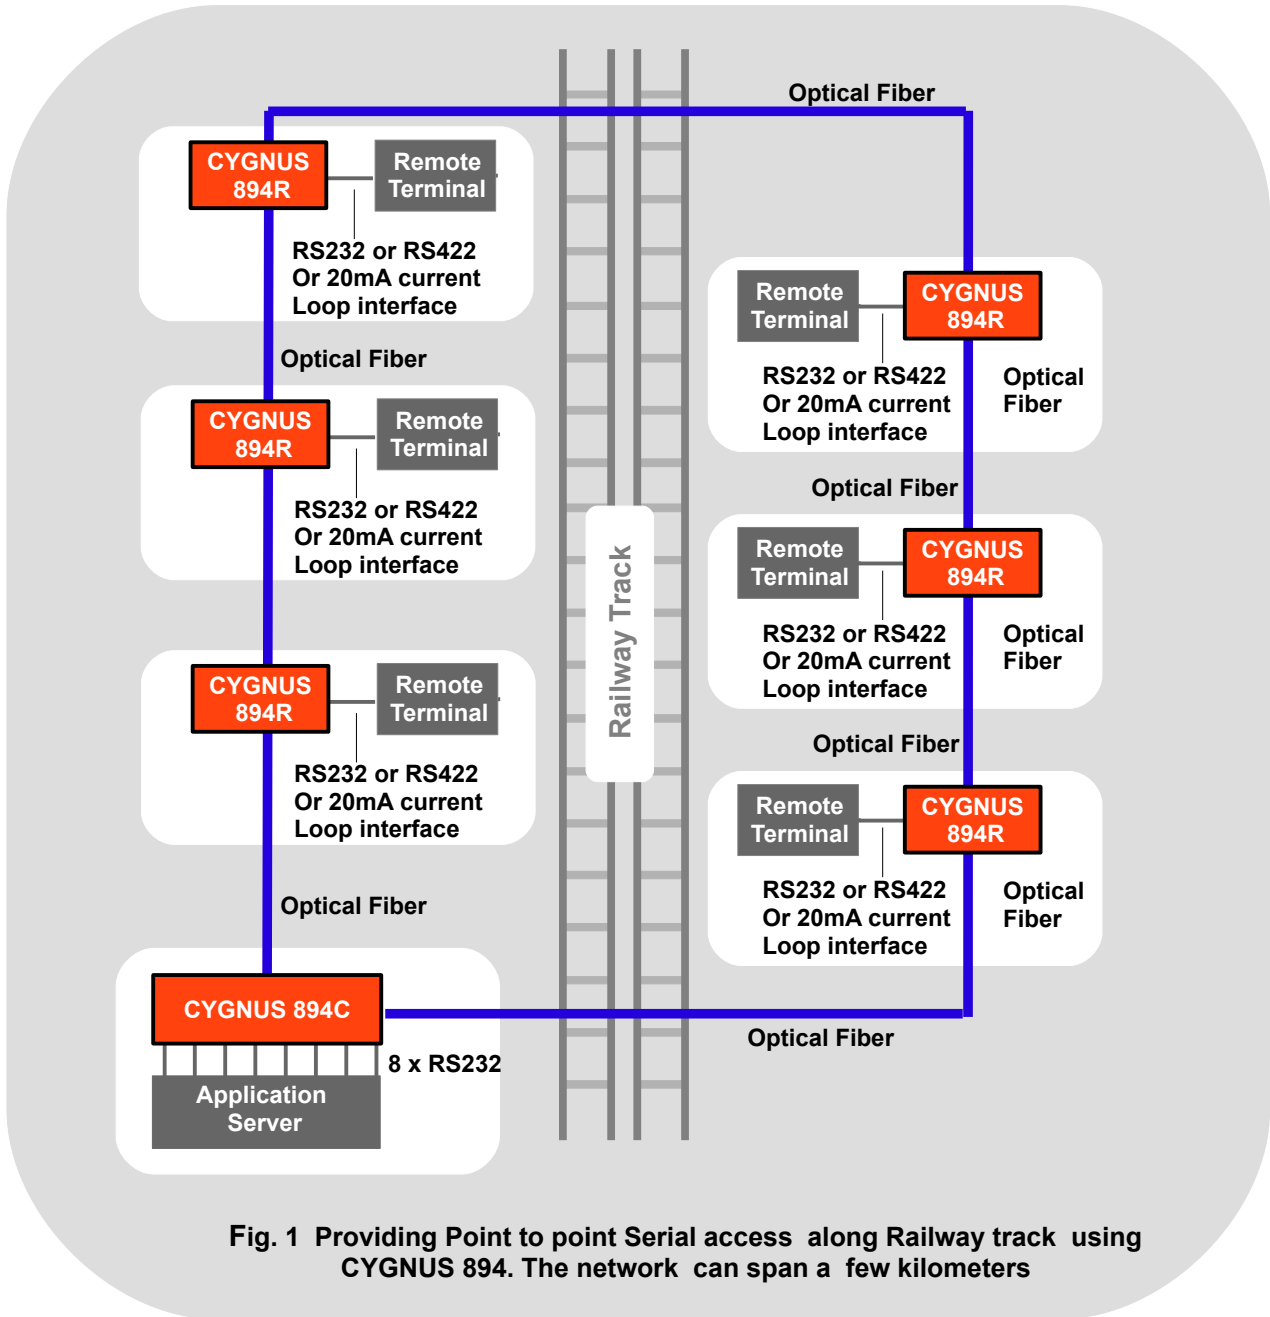 Optical Fiber
CYGNUS
894R
Remote
Terminal
RS232 or RS422
Or 20mA current
Loop interface
Optical Fiber
CYGNUS
894R
Remote
Terminal
RS232 or RS422
Or 20mA current
Loop interface
CYGNUS
894R
Remote
Terminal
RS232 or RS422
Or 20mA current
Loop interface
Optical Fiber
CYGNUS 894C
8 x RS232
Application
Server
Railway Track
Remote
Terminal
CYGNUS
894R
RS232 or RS422
Or 20mA current
Loop interface
Optical
Fiber
Optical Fiber
Remote
Terminal
CYGNUS
894R
RS232 or RS422
Or 20mA current
Loop interface
Optical
Fiber
Optical Fiber
Remote
Terminal
CYGNUS
894R
RS232 or RS422
Or 20mA current
Loop interface
Optical
Fiber
Optical Fiber
Fig. 1 Providing Point to point Serial access along Railway track using
CYGNUS 894. The network can span a few kilometers